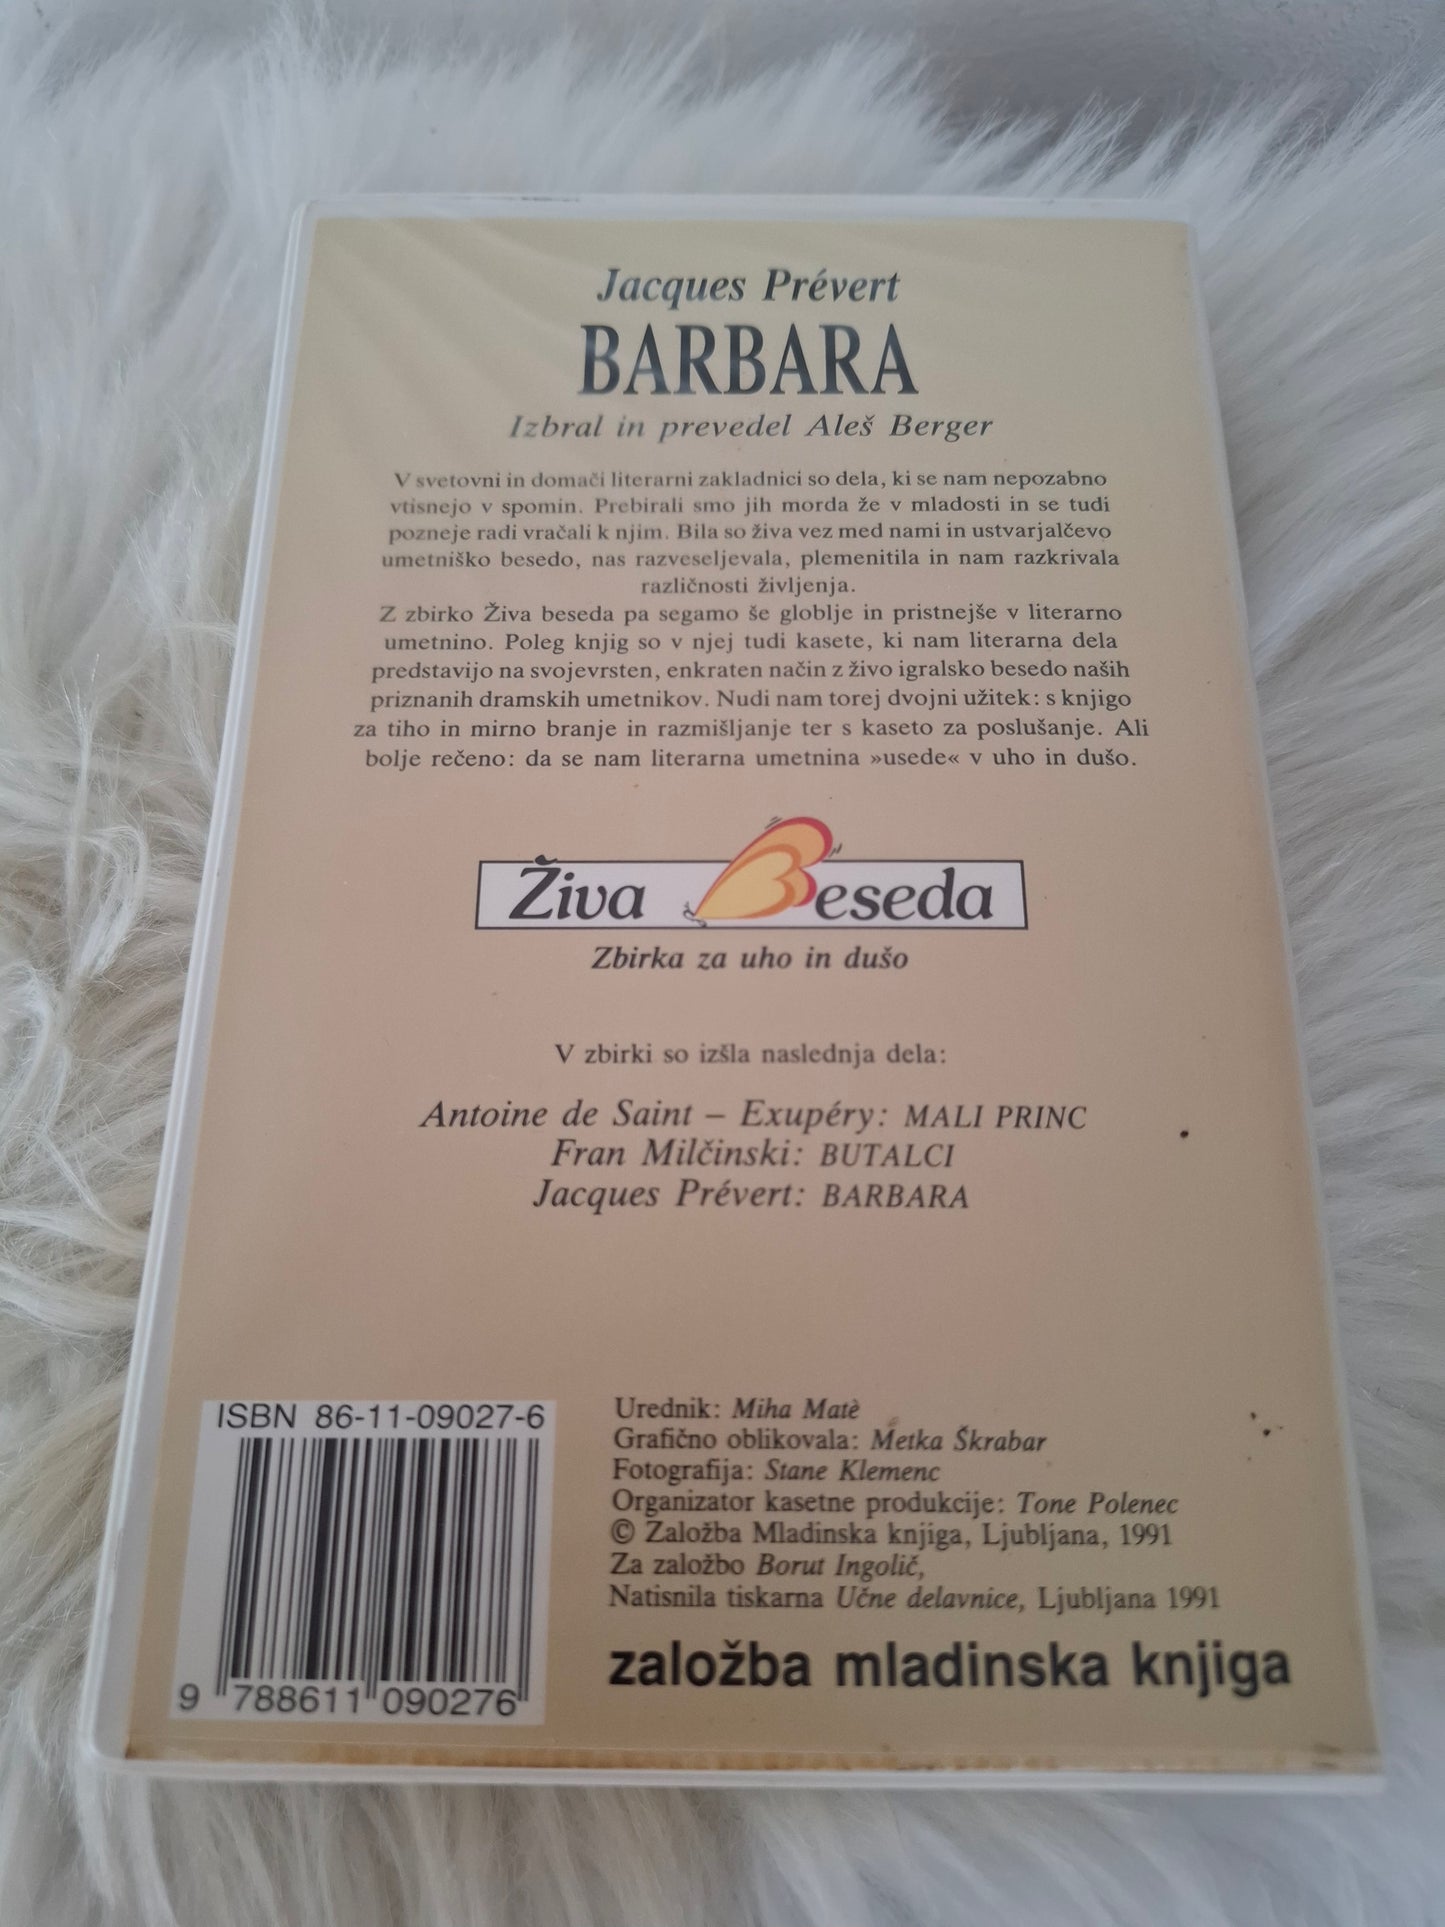 Jacques Prévert
BARBARA
Izbral in prevedel Aleš Berger
V svetovni in domači literarni zakladnici so dela, ki se nam nepozabno
vtisnejo v spomin. Prebirali smo jih morda že v mladosti in se tudi
pozneje radi vračali k njim. Bila so živa vez med nami in ustvarjalčevo
umetniško besedo, nas razveseljevala, plemenitila in nam razkrivala
različnosti življenja.
Z zbirko Živa beseda pa segamo še globlje in pristnejše v literarno
umetnino. Poleg knjig so v njej tudi kasete, ki nam literarna dela
predstavijo na svojevrsten, enkraten način z živo igralsko besedo naših
priznanih dramskih umetnikov. Nudi nam torej dvojni užitek: s knjigo
za tiho in mirno branje in razmišljanje ter s kaseto za poslušanje. Ali
bolje rečeno: da se nam literarna umetnina »usede« v uho in dušo.
Živa Beseda
Zbirka za uho in dušo
V zbirki so izšla naslednja dela:
Antoine de Saint – Exupéry: MALI PRINC
Fran Milčinski: BUTALCI
Jacques Prévert: BARBARA
ISBN 86-11-09027-6
9 788611 090276
Urednik: Miha Matè
Grafično oblikovala: Metka Škrabar
Fotografija: Stane Klemenc
Organizator kasetne produkcije: Tone Polenec
© Založba Mladinska knjiga, Ljubljana, 1991
Za založbo Borut Ingolič,
Natisnila tiskarna Učne delavnice, Ljubljana 1991
založba mladinska knjiga